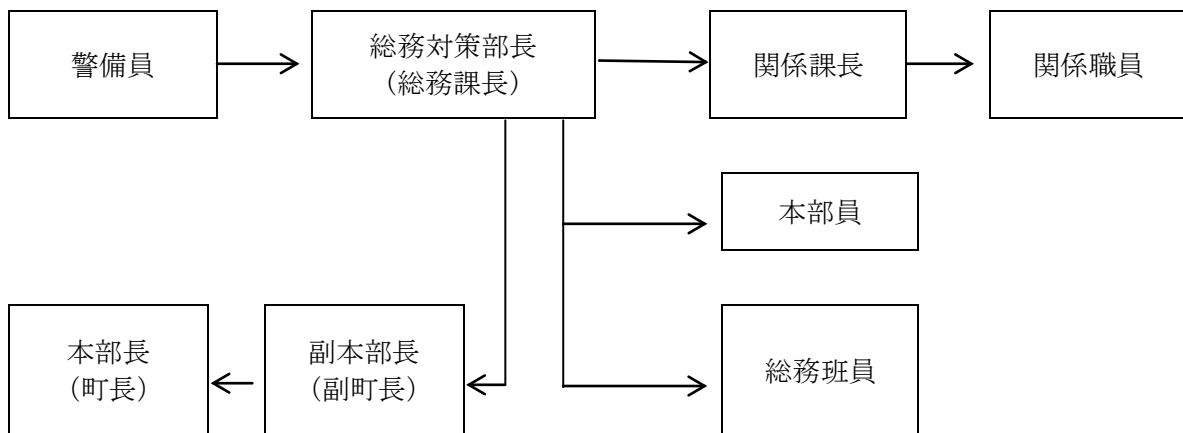 警備員
総務対策部長
（総務課長）
関係課長
関係職員
本部員
本部長
（町長）
副本部長
（副町長）
総務班員